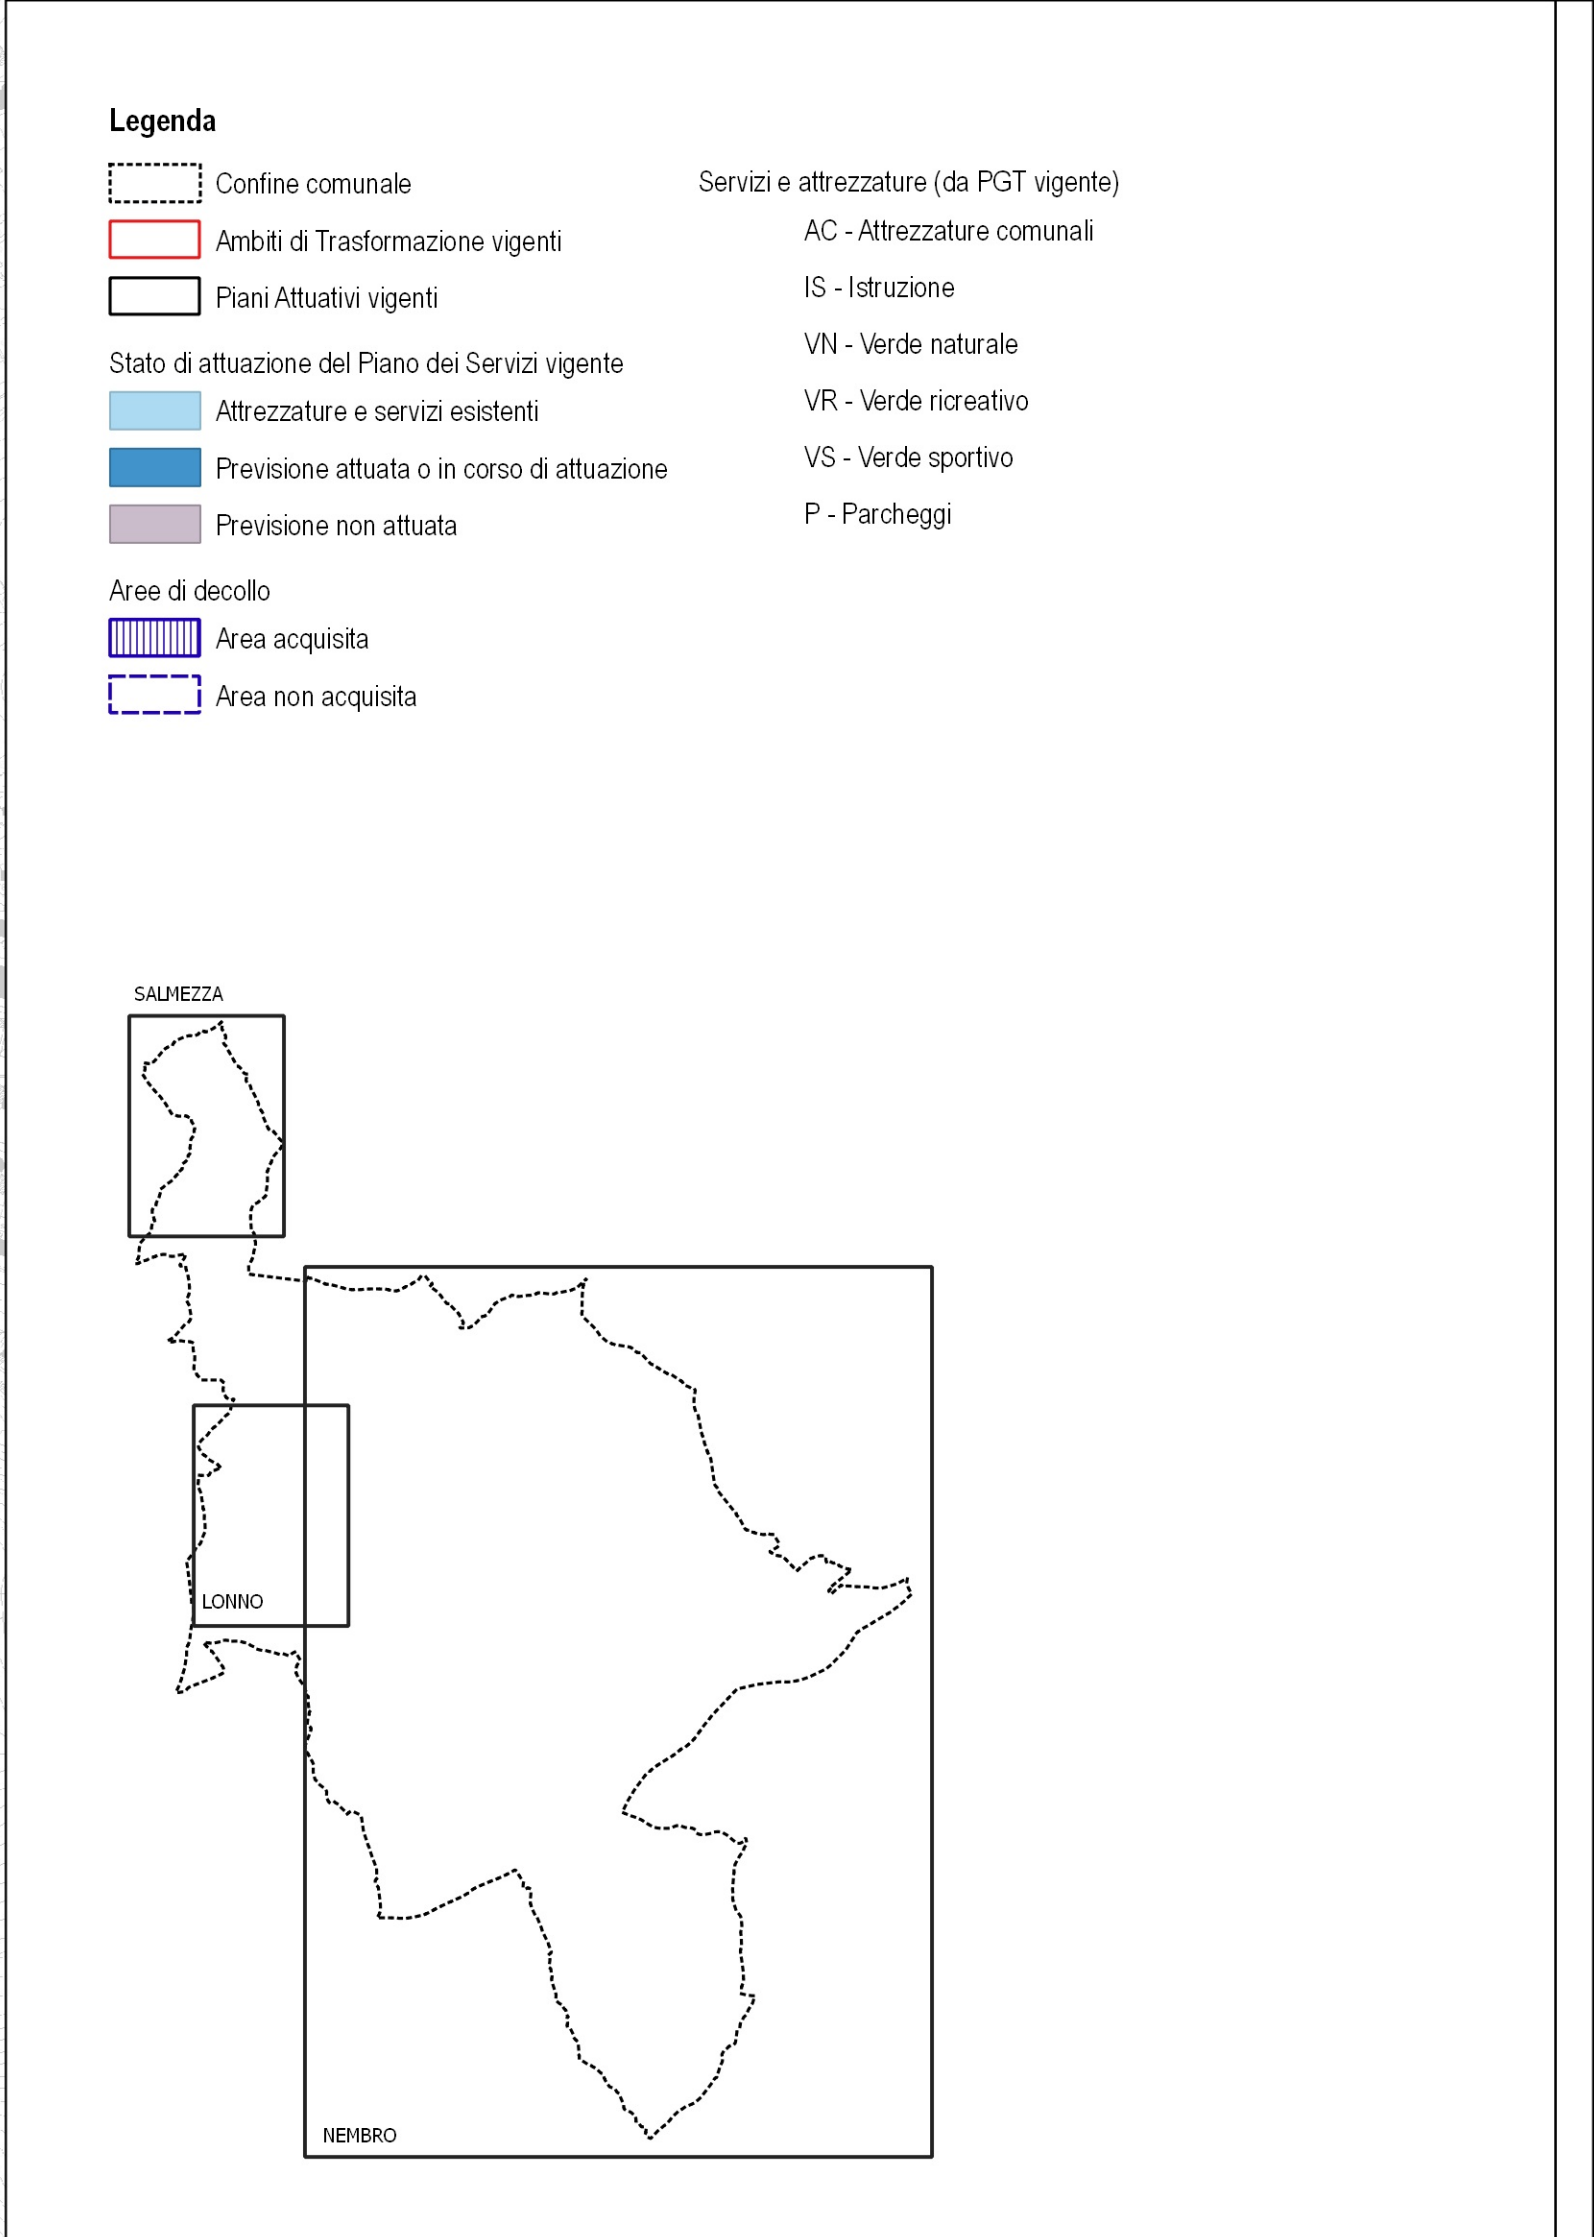 Legenda
Confine comunale
Ambiti di Trasformazione vigenti
Piani Attuativi vigenti
Stato di attuazione del Piano dei Servizi vigente
Attrezzature e servizi esistenti
Previsione attuata o in corso di attuazione
Previsione non attuata
Aree di decollo
Area acquisita
Area non acquisita
Servizi e attrezzature (da PGT vigente)
AC - Attrezzature comunali
IS - Istruzione
VN - Verde naturale
VR - Verde ricreativo
VS - Verde sportivo
P - Parcheggi
SALMEZZA
LONNO
NEMBRO